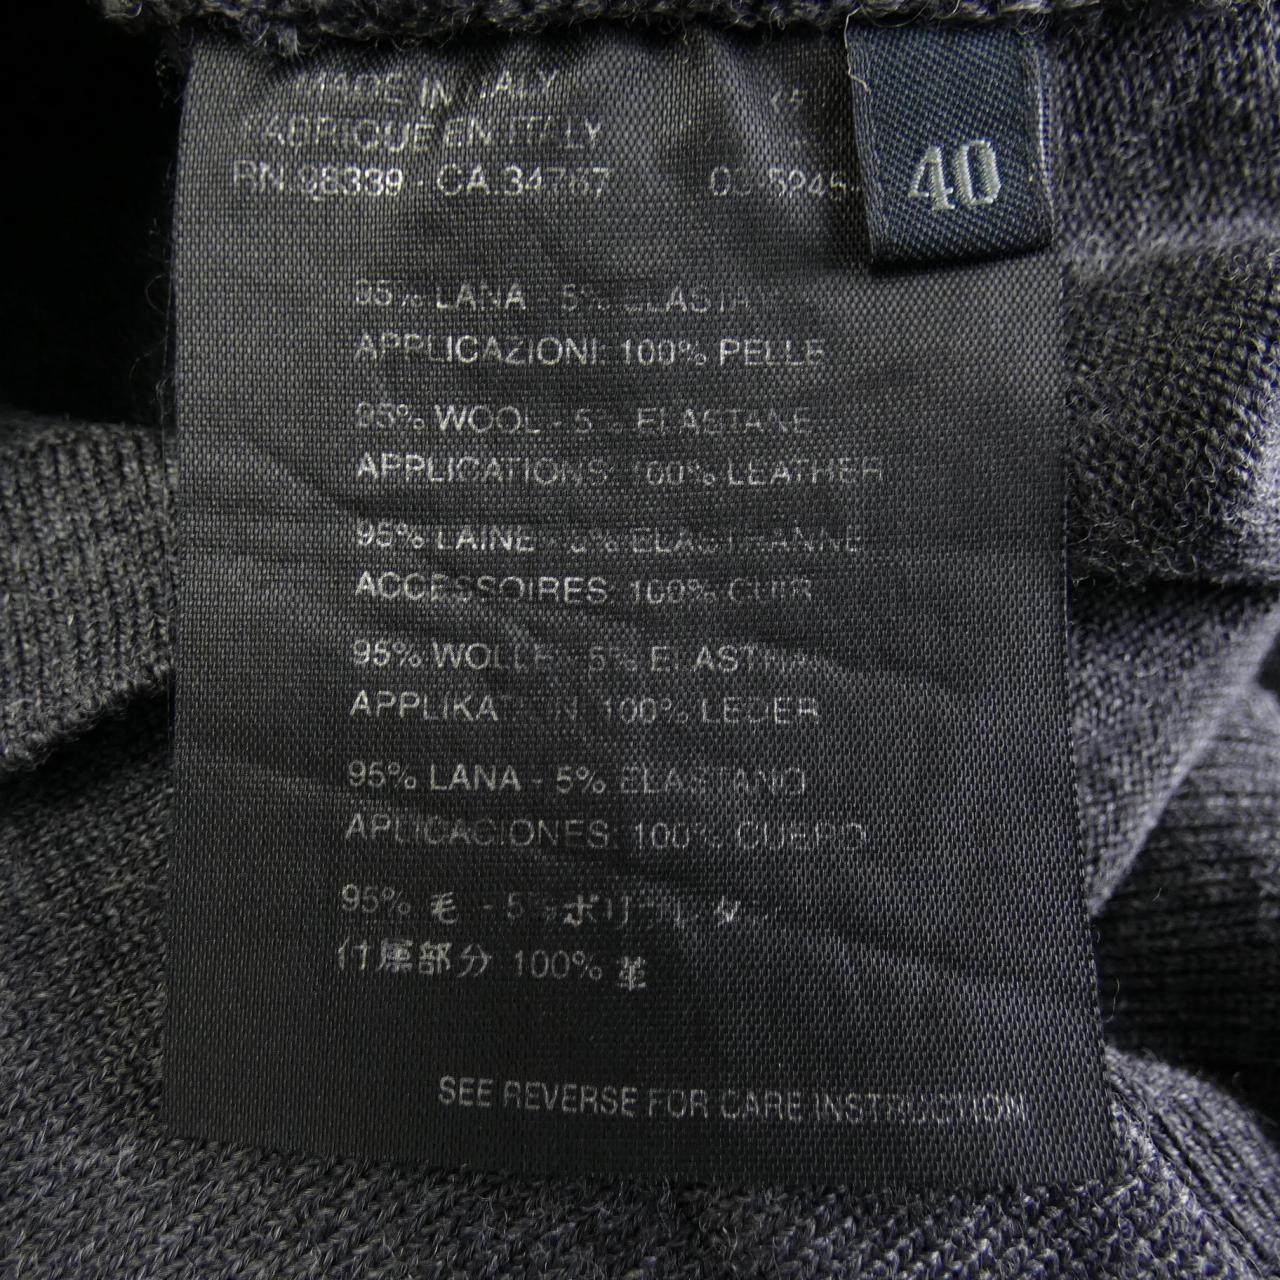 MADE IN ITALY
FABRIQUE EN ITALY
RN 98339 - CA.34767
40
95% LANA - 5% ELASTAN
APPLICAZIONI: 100% PELLE
95% WOOL - 5% ELASTANE
APPLICATIONS: 100% LEATHER
95% LAINE - 5% ELASTHANNE
ACCESSOIRES: 100% CUIR
95% WOLLE - 5% ELASTHAN
APPLIKATION: 100% LEDER
95% LANA - 5% ELASTANO
APLICACIONES: 100% CUERO
95% 毛 - 5% ポリウレタン
付属部分 100% 革
SEE REVERSE FOR CARE INSTRUCTION